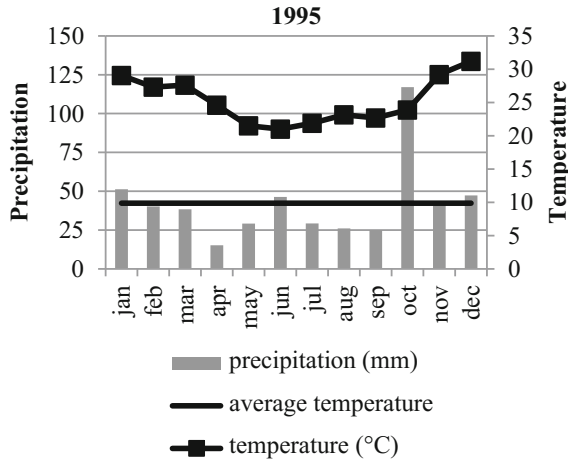 1995
Precipitation
150
125
100
75
50
25
0
35
30
25
20
15
10
5
0
Temperature
jan
feb
mar
apr
may
jun
jul
aug
sep
oct
nov
dec
precipitation (mm)
average temperature
temperature (°C)